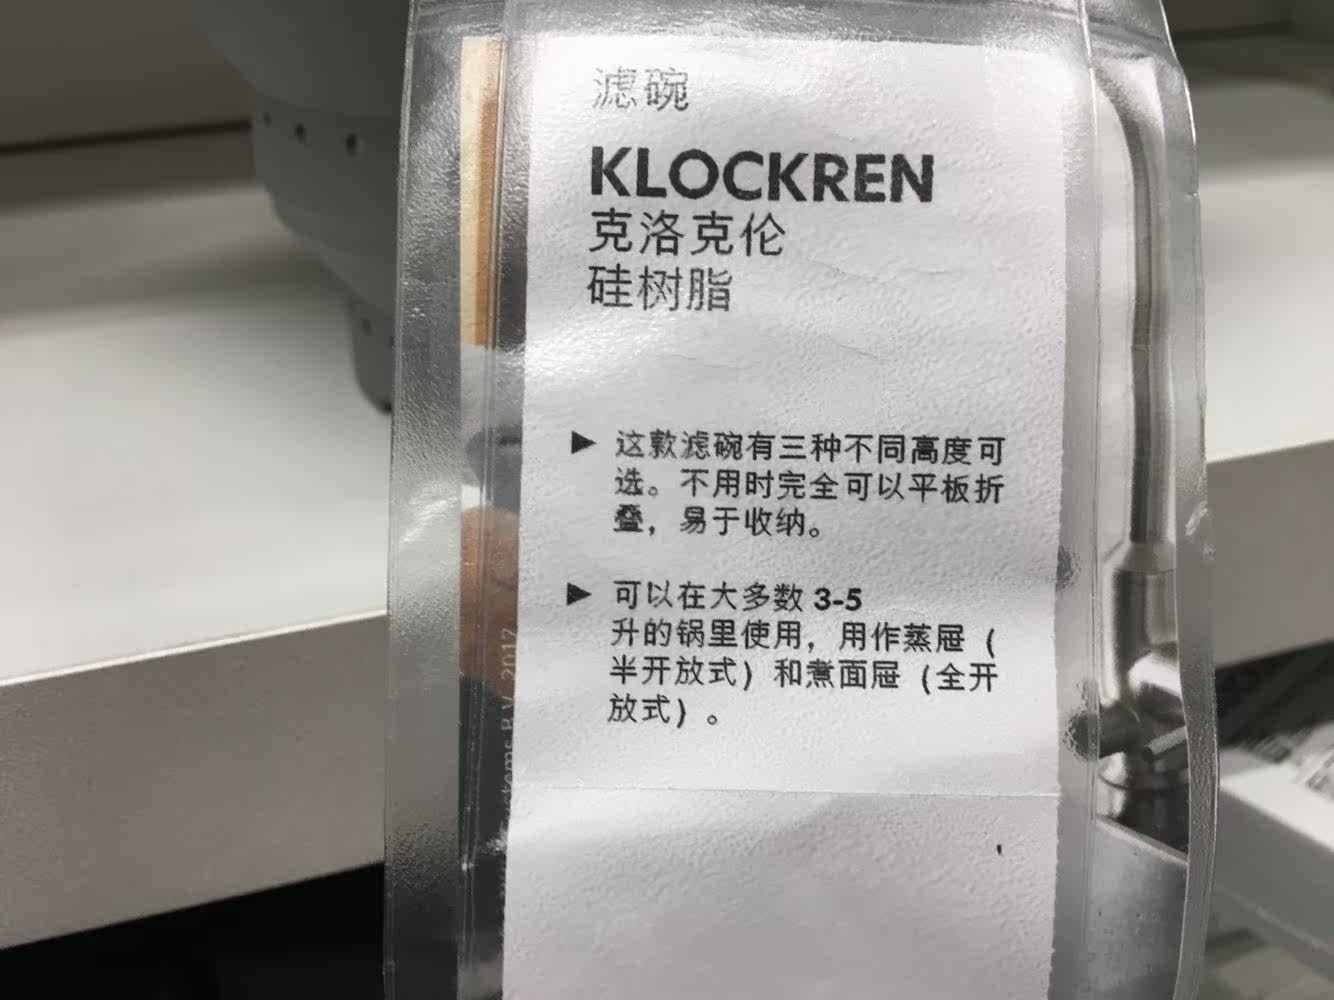 滤碗
KLOCKREN
克洛克伦
硅树脂
▶ 这款滤碗有三种不同高度可
选。不用时完全可以平板折
叠，易于收纳。
▶ 可以在大多数 3-5
升的锅里使用，用作蒸屉（
半开放式）和煮面屉（全开
放式）。
stems B.V. 2017